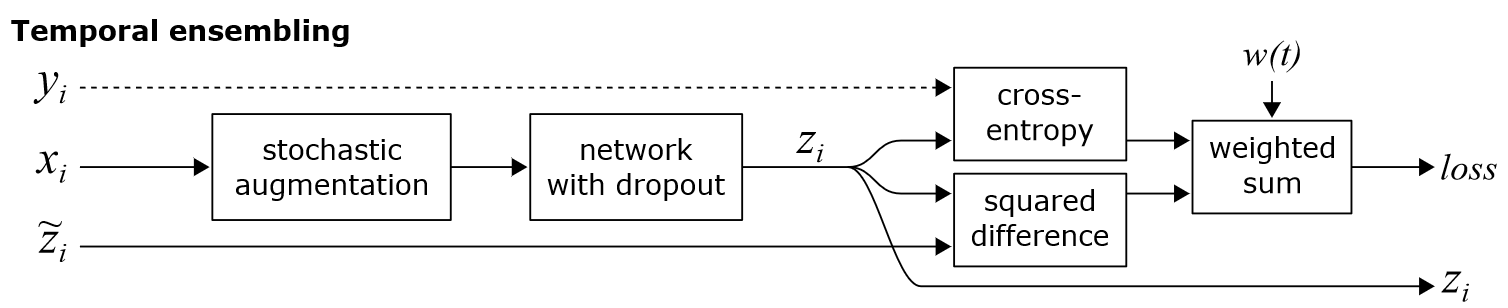 Temporal ensembling
y_i
x_i
z̃_i
stochastic
augmentation
network
with dropout
z_i
cross-
entropy
squared
difference
w(t)
weighted
sum
loss
z_i